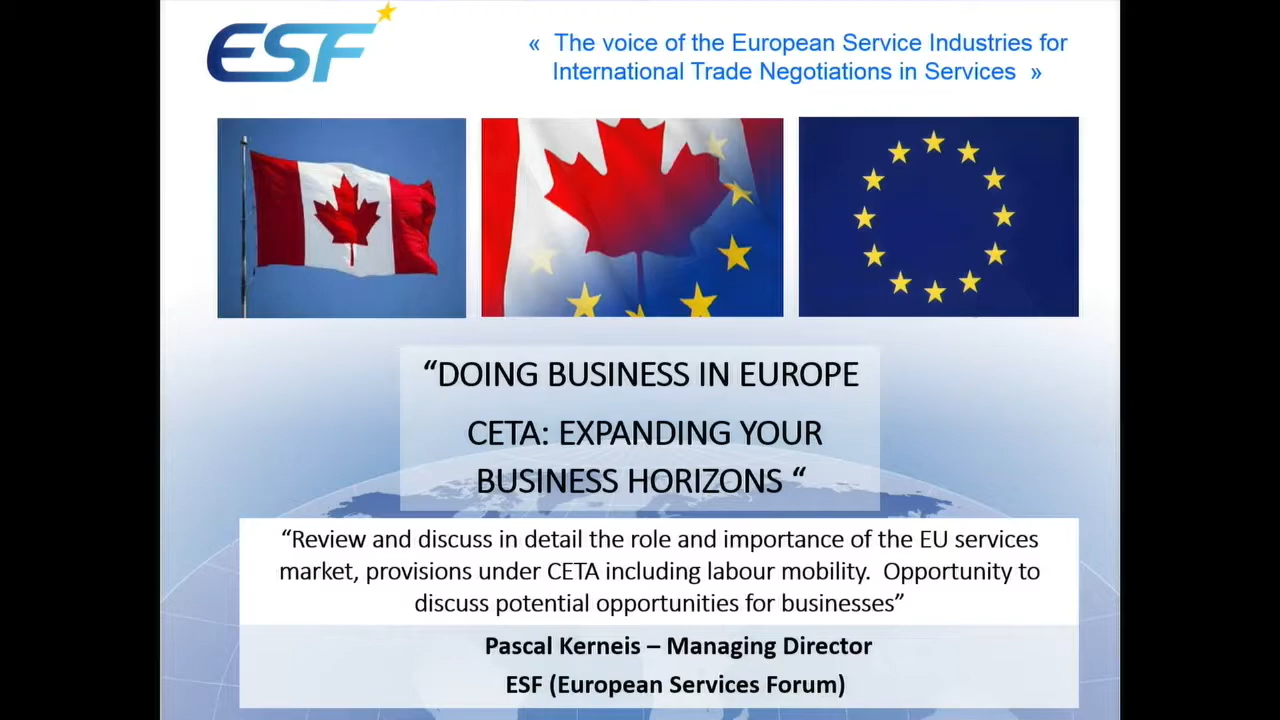 ESF
« The voice of the European Service Industries for
International Trade Negotiations in Services »
“DOING BUSINESS IN EUROPE
CETA: EXPANDING YOUR
BUSINESS HORIZONS “
“Review and discuss in detail the role and importance of the EU services
market, provisions under CETA including labour mobility. Opportunity to
discuss potential opportunities for businesses”
Pascal Kerneis – Managing Director
ESF (European Services Forum)